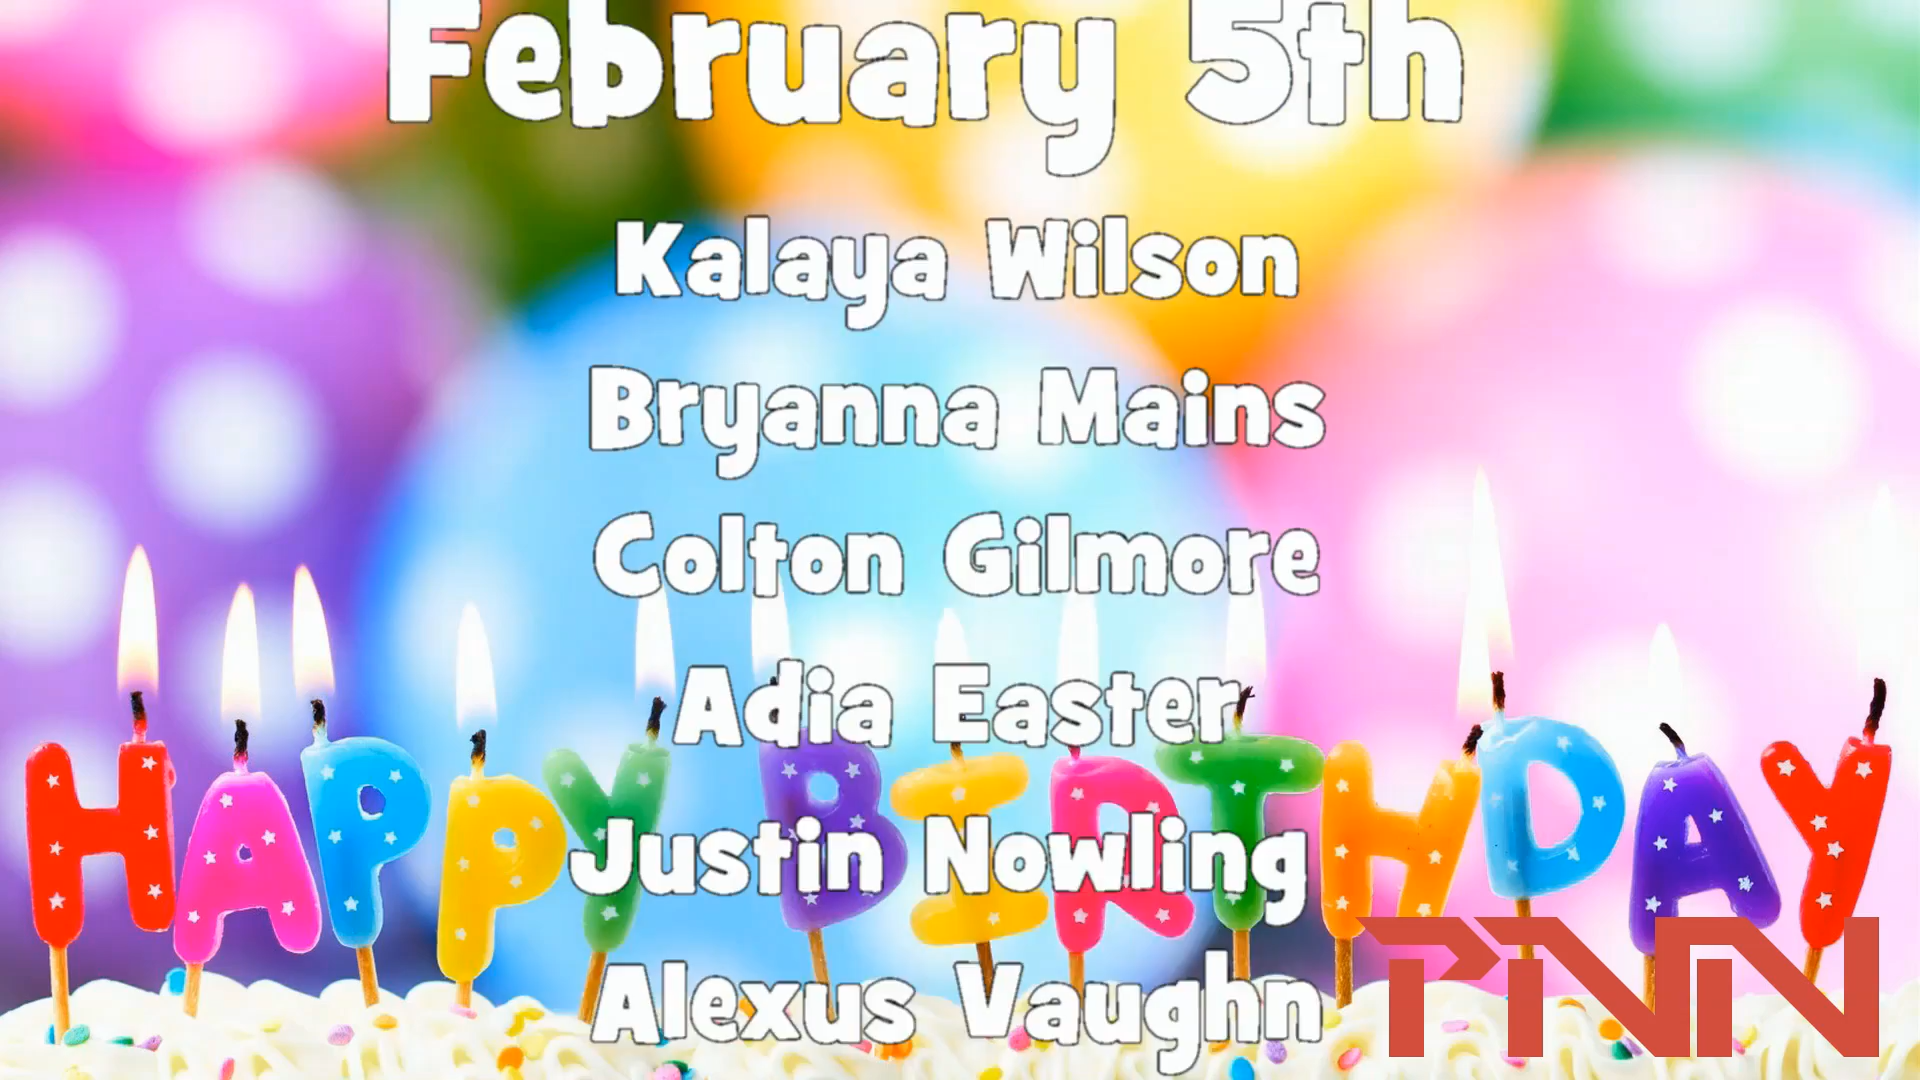 February 5th
Kalaya Wilson
Bryanna Mains
Colton Gilmore
Adia Easter
HAPPY BIRTHDAY
Justin Nowling
Alexus Vaughn
PNN